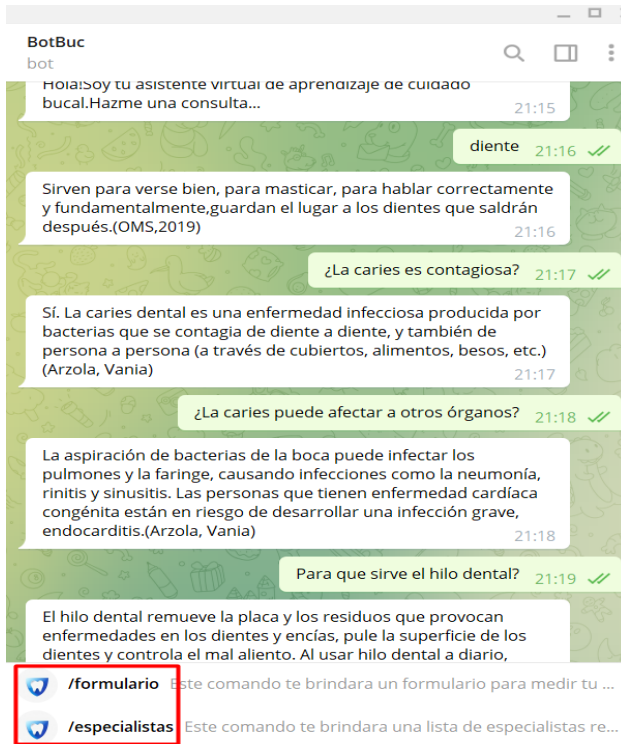 BotBuc
bot
Hola!Soy tu asistente virtual de aprendizaje de cuidado
bucal.Hazme una consulta...
21:15
diente 21:16
Sirven para verse bien, para masticar, para hablar correctamente
y fundamentalmente,guardan el lugar a los dientes que saldrán
después.(OMS,2019)
21:16
¿La caries es contagiosa? 21:17
Sí. La caries dental es una enfermedad infecciosa producida por
bacterias que se contagia de diente a diente, y también de
persona a persona (a través de cubiertos, alimentos, besos, etc.)
(Arzola, Vania)
21:17
¿La caries puede afectar a otros órganos? 21:18
La aspiración de bacterias de la boca puede infectar los
pulmones y la faringe, causando infecciones como la neumonía,
rinitis y sinusitis. Las personas que tienen enfermedad cardíaca
congénita están en riesgo de desarrollar una infección grave,
endocarditis.(Arzola, Vania)
21:18
Para que sirve el hilo dental? 21:19
El hilo dental remueve la placa y los residuos que provocan
enfermedades en los dientes y encías, pule la superficie de los
dientes y controla el mal aliento. Al usar hilo dental a diario,
/formulario Este comando te brindara un formulario para medir tu ...
/especialistas Este comando te brindara una lista de especialistas re...